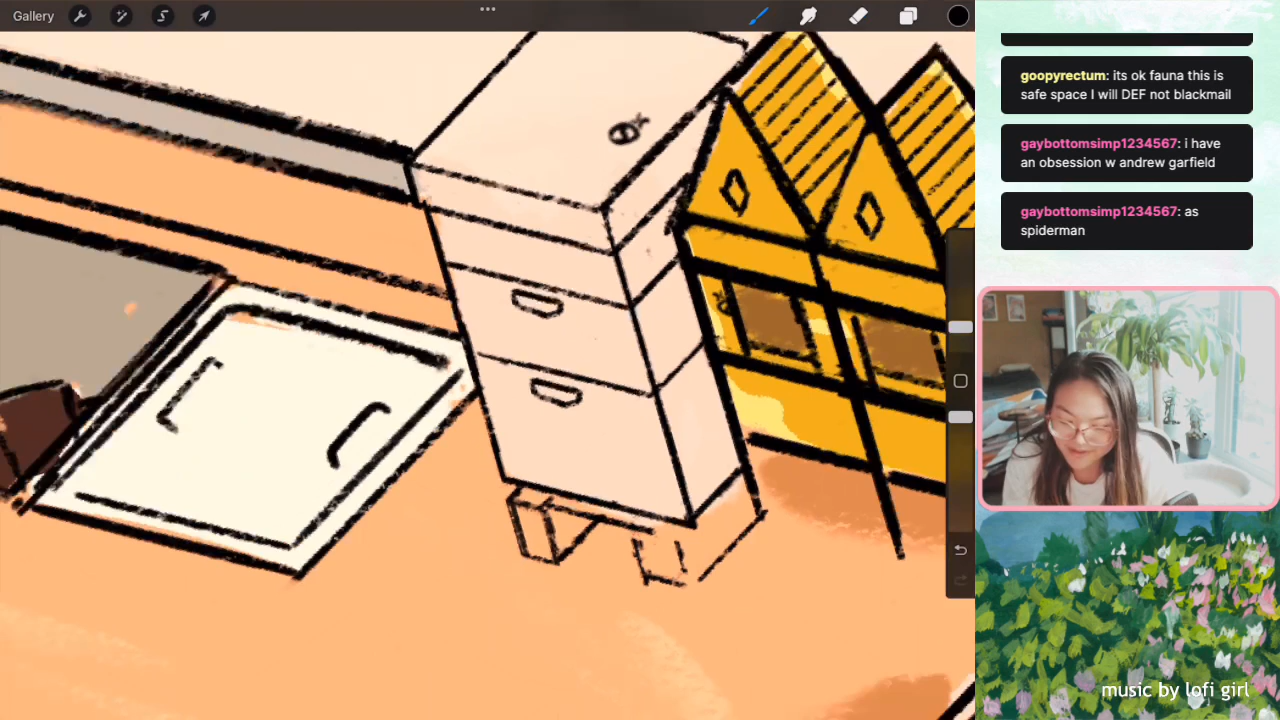 Gallery
goopyrectum: its ok fauna this is
safe space I will DEF not blackmail
gaybottomsimp1234567: i have
an obsession w andrew garfield
gaybottomsimp1234567: as
spiderman
music by lofi girl